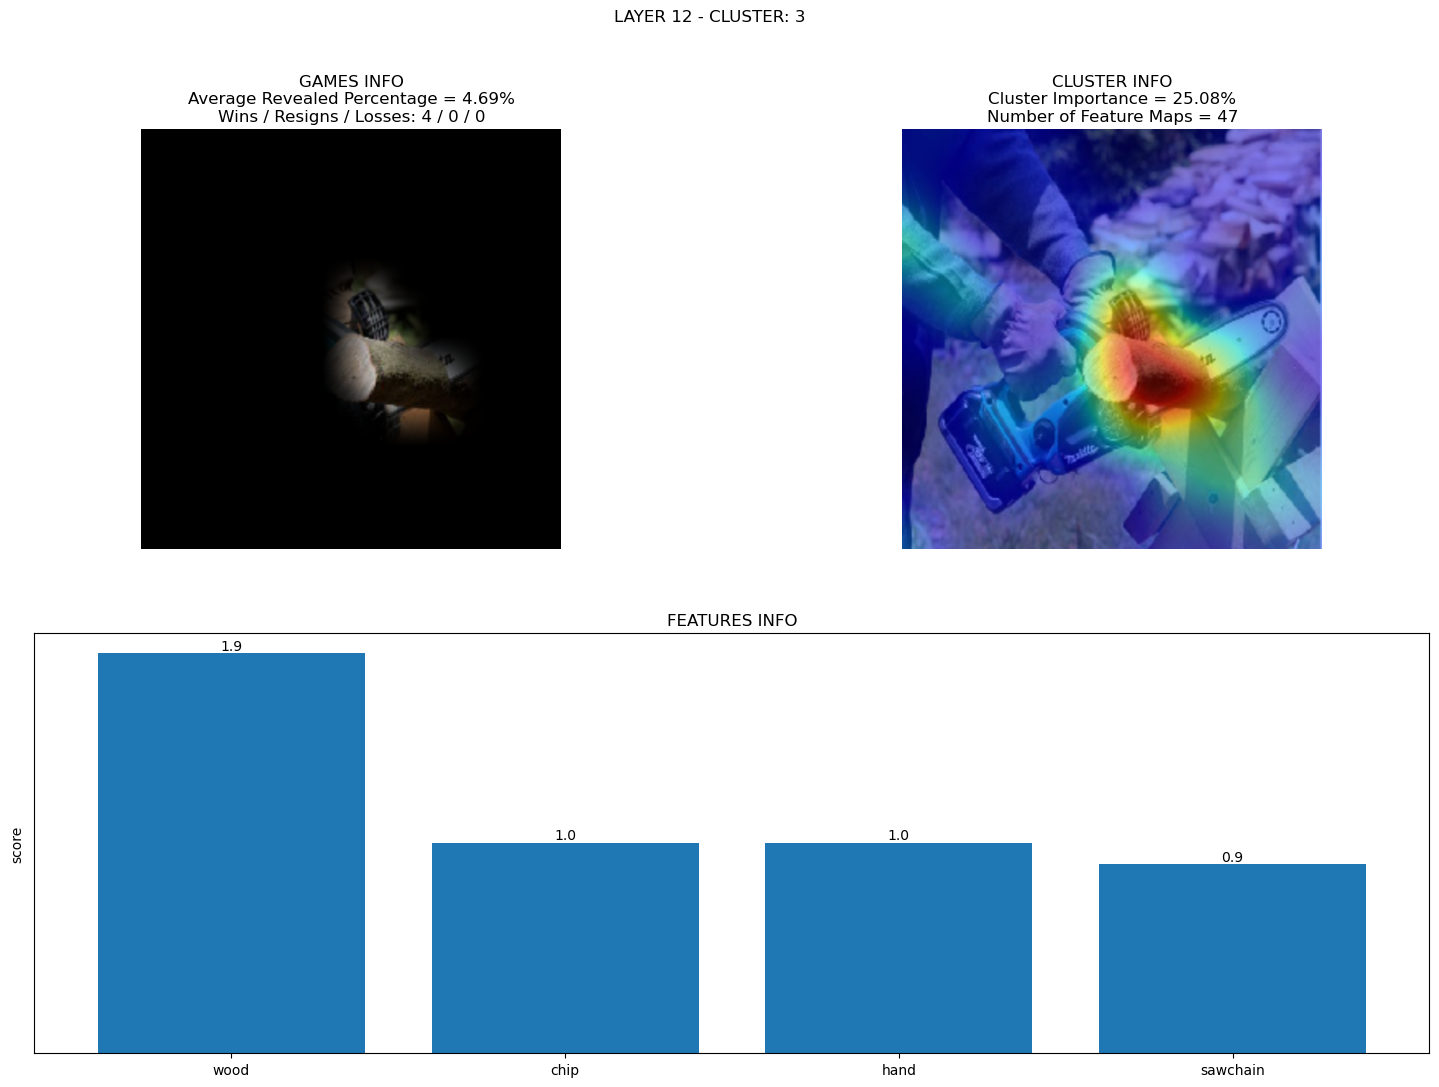 LAYER 12 - CLUSTER: 3
GAMES INFO
Average Revealed Percentage = 4.69%
Wins / Resigns / Losses: 4 / 0 / 0
CLUSTER INFO
Cluster Importance = 25.08%
Number of Feature Maps = 47
FEATURES INFO
score
1.9
1.0
1.0
0.9
wood
chip
hand
sawchain